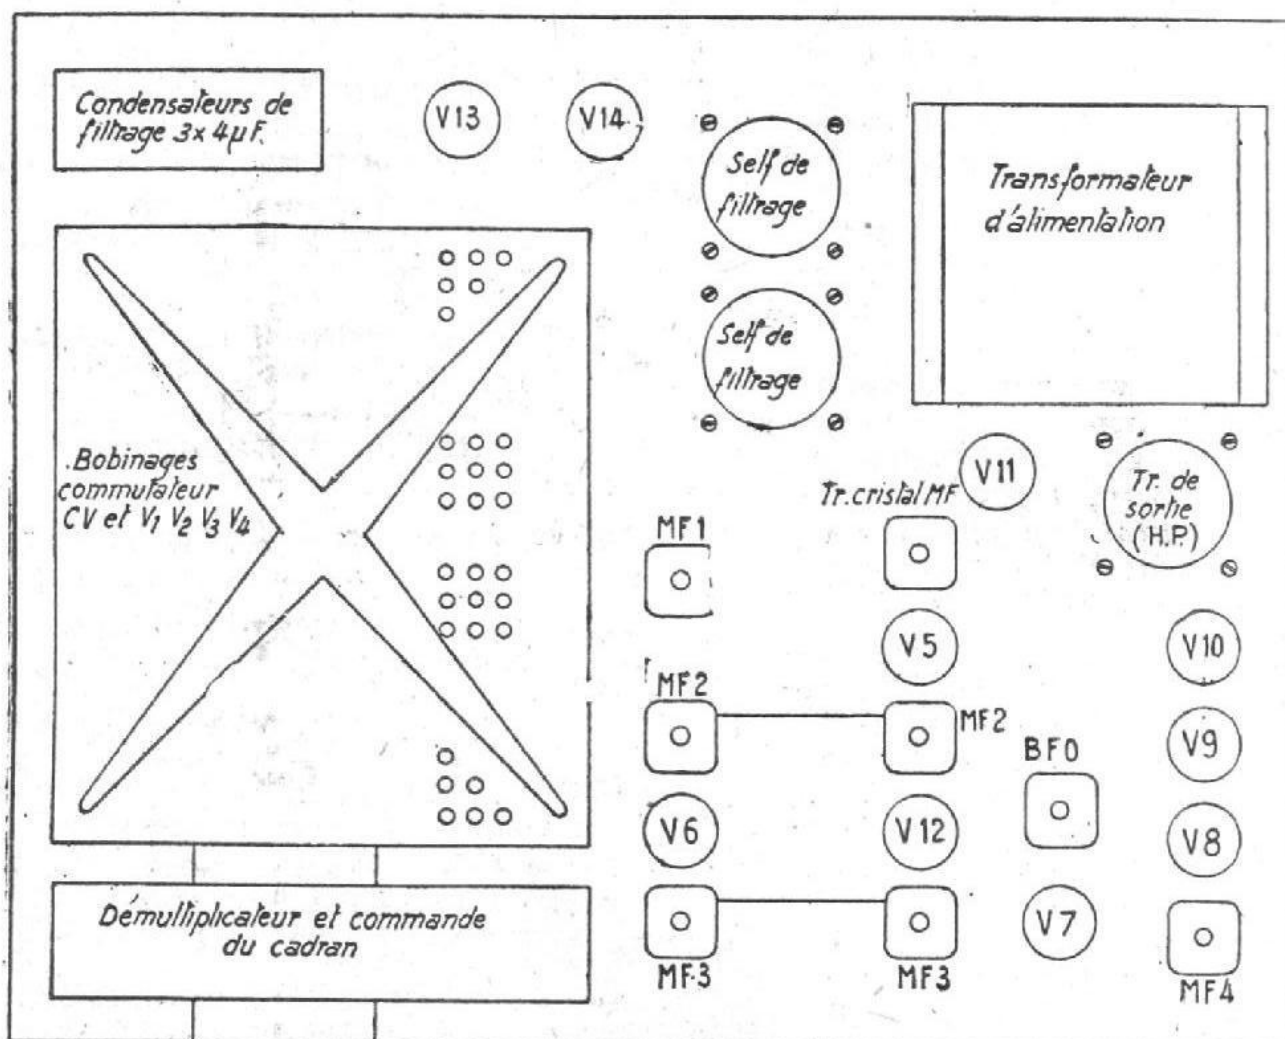 Condensateurs de
filtrage 3x 4µF.
V13
V14
Self de
filtrage
Transformateur
d'alimentation
Self de
filtrage
.Bobinages
commutateur
CV et V1 V2 V3 V4
V11
Tr. cristal MF
Tr. de
sortie
(H.P.)
MF1
V5
V10
MF2
MF2
V9
BFO
V6
V12
V8
Démultiplicateur et commande
du cadran
V7
MF.3
MF3
MF4